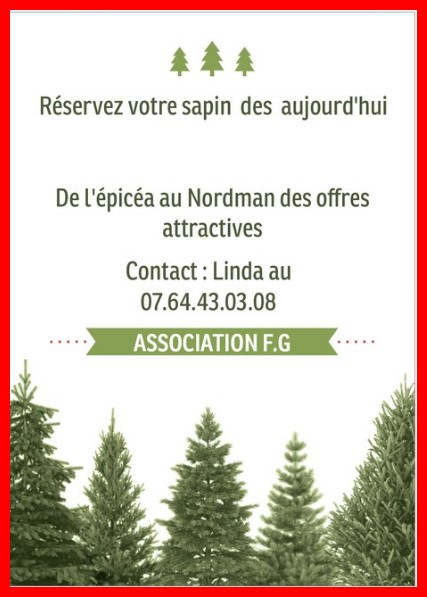 Réservez votre sapin des aujourd'hui
De l'épicéa au Nordman des offres
attractives
Contact : Linda au
07.64.43.03.08
ASSOCIATION F.G